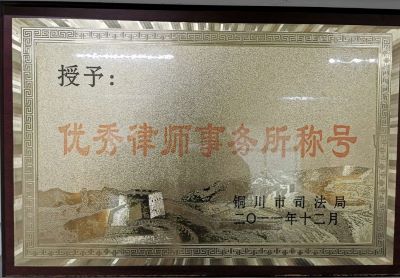 授予：
优秀律师事务所称号
铜川市司法局
二〇一一年十二月